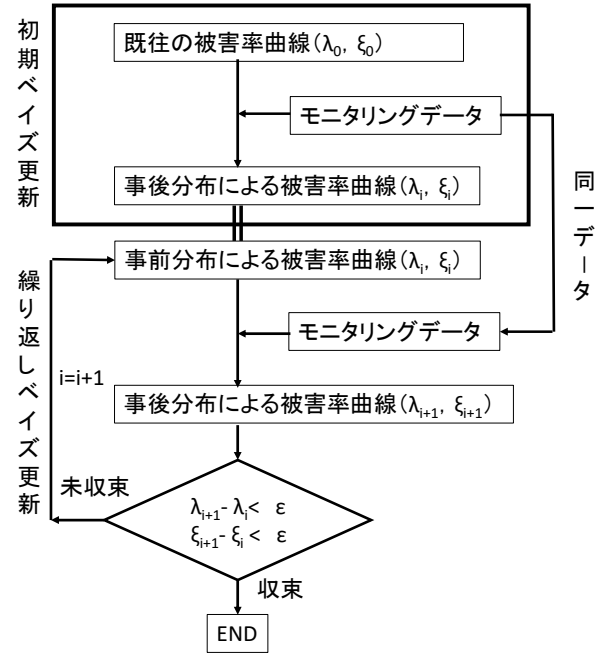 初期ベイズ更新
既往の被害率曲線(λ0, ξ0)
モニタリングデータ
事後分布による被害率曲線(λi, ξi)
同一データ
事前分布による被害率曲線(λi, ξi)
繰り返しベイズ更新
モニタリングデータ
i=i+1
事後分布による被害率曲線(λi+1, ξi+1)
未収束
λi+1- λi< ε
ξi+1- ξi < ε
収束
END